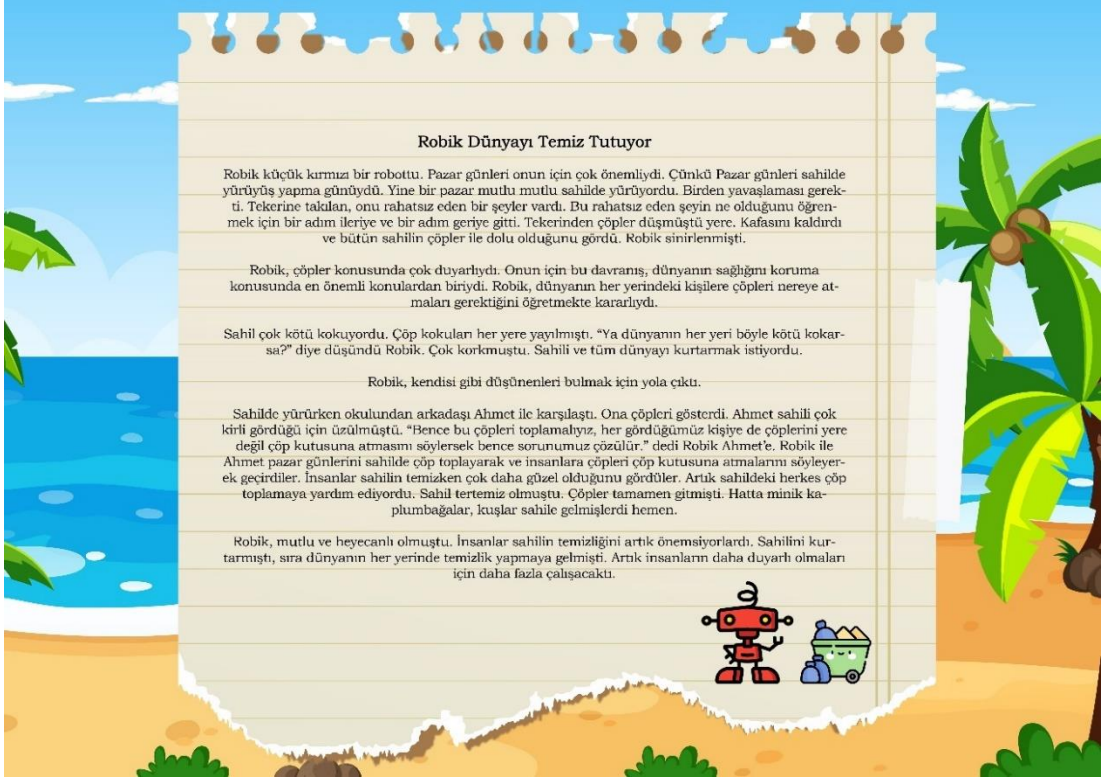 Robik Dünyayı Temiz Tutuyor
Robik küçük kırmızı bir robottu. Pazar günleri onun için çok önemliydi. Çünkü Pazar günleri sahilde
yürüyüş yapma günüydü. Yine bir pazar mutlu mutlu sahilde yürüyordu. Birden yavaşlaması gerek-
ti. Tekerine takılan, onu rahatsız eden bir şeyler vardı. Bu rahatsız eden şeyin ne olduğunu öğren-
mek için bir adım ileriye ve bir adım geriye gitti. Tekerinden çöpler düşmüştü yere. Kafasını kaldırdı
ve bütün sahilin çöpler ile dolu olduğunu gördü. Robik sinirlenmişti.
Robik, çöpler konusunda çok duyarlıydı. Onun için bu davranış, dünyanın sağlığını koruma
konusunda en önemli konulardan biriydi. Robik, dünyanın her yerindeki kişilere çöpleri nereye at-
maları gerektiğini öğretmekte kararlıydı.
Sahil çok kötü kokuyordu. Çöp kokuları her yere yayılmıştı. “Ya dünyanın her yeri böyle kötü kokar-
sa?” diye düşündü Robik. Çok korkmuştu. Sahili ve tüm dünyayı kurtarmak istiyordu.
Robik, kendisi gibi düşünenleri bulmak için yola çıktı.
Sahilde yürürken okulundan arkadaşı Ahmet ile karşılaştı. Ona çöpleri gösterdi. Ahmet sahili çok
kirli gördüğü için üzülmüştü. “Bence bu çöpleri toplamalıyız, her gördüğümüz kişiye de çöplerini yere
değil çöp kutusuna atmasını söylersek bence sorunumuz çözülür.” dedi Robik Ahmet’e. Robik ile
Ahmet pazar günlerini sahilde çöp toplayarak ve insanlara çöpleri çöp kutusuna atmalarını söyleyer-
ek geçirdiler. İnsanlar sahilin temizken çok daha güzel olduğunu gördüler. Artık sahildeki herkes çöp
toplamaya yardım ediyordu. Sahil tertemiz olmuştu. Çöpler tamamen gitmişti. Hatta minik ka-
plumbağalar, kuşlar sahile gelmişlerdi hemen.
Robik, mutlu ve heyecanlı olmuştu. İnsanlar sahilin temizliğini artık önemsiyorlardı. Sahilini kur-
tarmıştı, sıra dünyanın her yerinde temizlik yapmaya gelmişti. Artık insanların daha duyarlı olmaları
için daha fazla çalışacaktı.